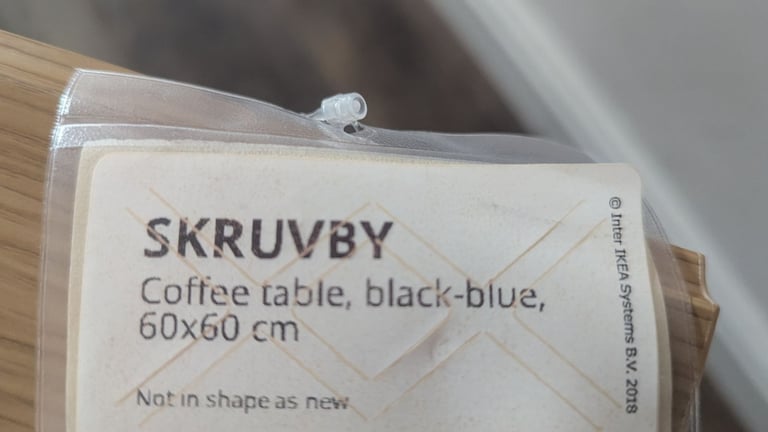 SKRUVBY
Coffee table, black-blue,
60x60 cm
Not in shape as new
© Inter IKEA Systems B.V. 2018